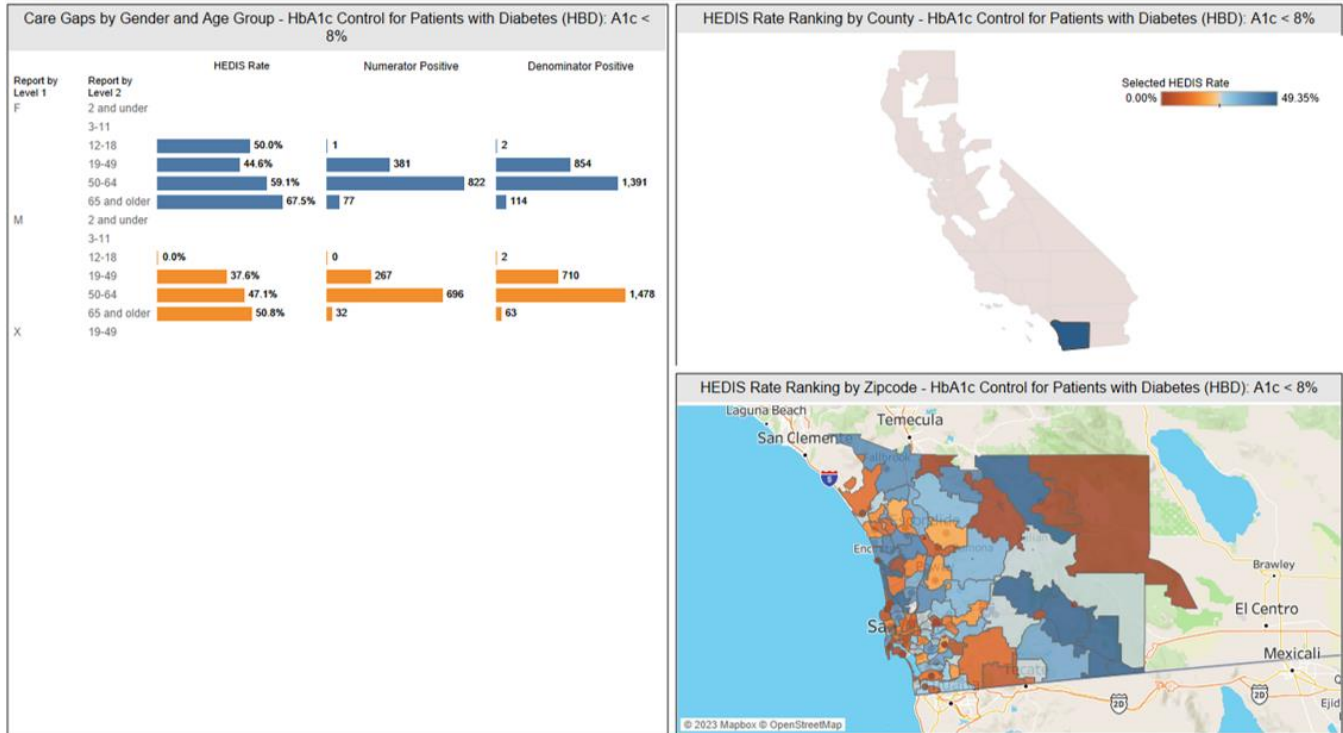 Care Gaps by Gender and Age Group - HbA1c Control for Patients with Diabetes (HBD): A1c <
8%
HEDIS Rate Numerator Positive Denominator Positive
Report by Level 1 Report by Level 2
F 2 and under
3-11
12-18 50.0% 1 2
19-49 44.6% 381 854
50-64 59.1% 822 1,391
65 and older 67.5% 77 114
M 2 and under
3-11
12-18 0.0% 0 2
19-49 37.6% 267 710
50-64 47.1% 696 1,478
65 and older 50.8% 32 63
X 19-49
HEDIS Rate Ranking by County - HbA1c Control for Patients with Diabetes (HBD): A1c < 8%
Selected HEDIS Rate
0.00% 49.35%
HEDIS Rate Ranking by Zipcode - HbA1c Control for Patients with Diabetes (HBD): A1c < 8%
Laguna Beach
Temecula
San Clemente
Fallbrook
5
Brawley
El Centro
Mexicali
Tecate
2D
2D
© 2023 Mapbox © OpenStreetMap